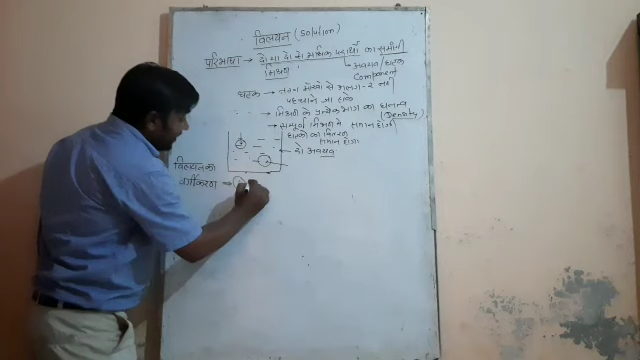 विलयन (Solution)
परिभाषा → दो या दो से अधिक पदार्थों का समांगी
मिश्रण
अवयव / घटक
Component
घटक → नग्न आँखों से अलग-२ नहीं
पहचाने जा सके
→ मिश्रण के प्रत्येक भाग का घनत्व
(Density)
→ सम्पूर्ण मिश्रण में समान होगा
घटकों का वितरण
समान होगा
दो अवयव
विलयन का
वर्गीकरण →